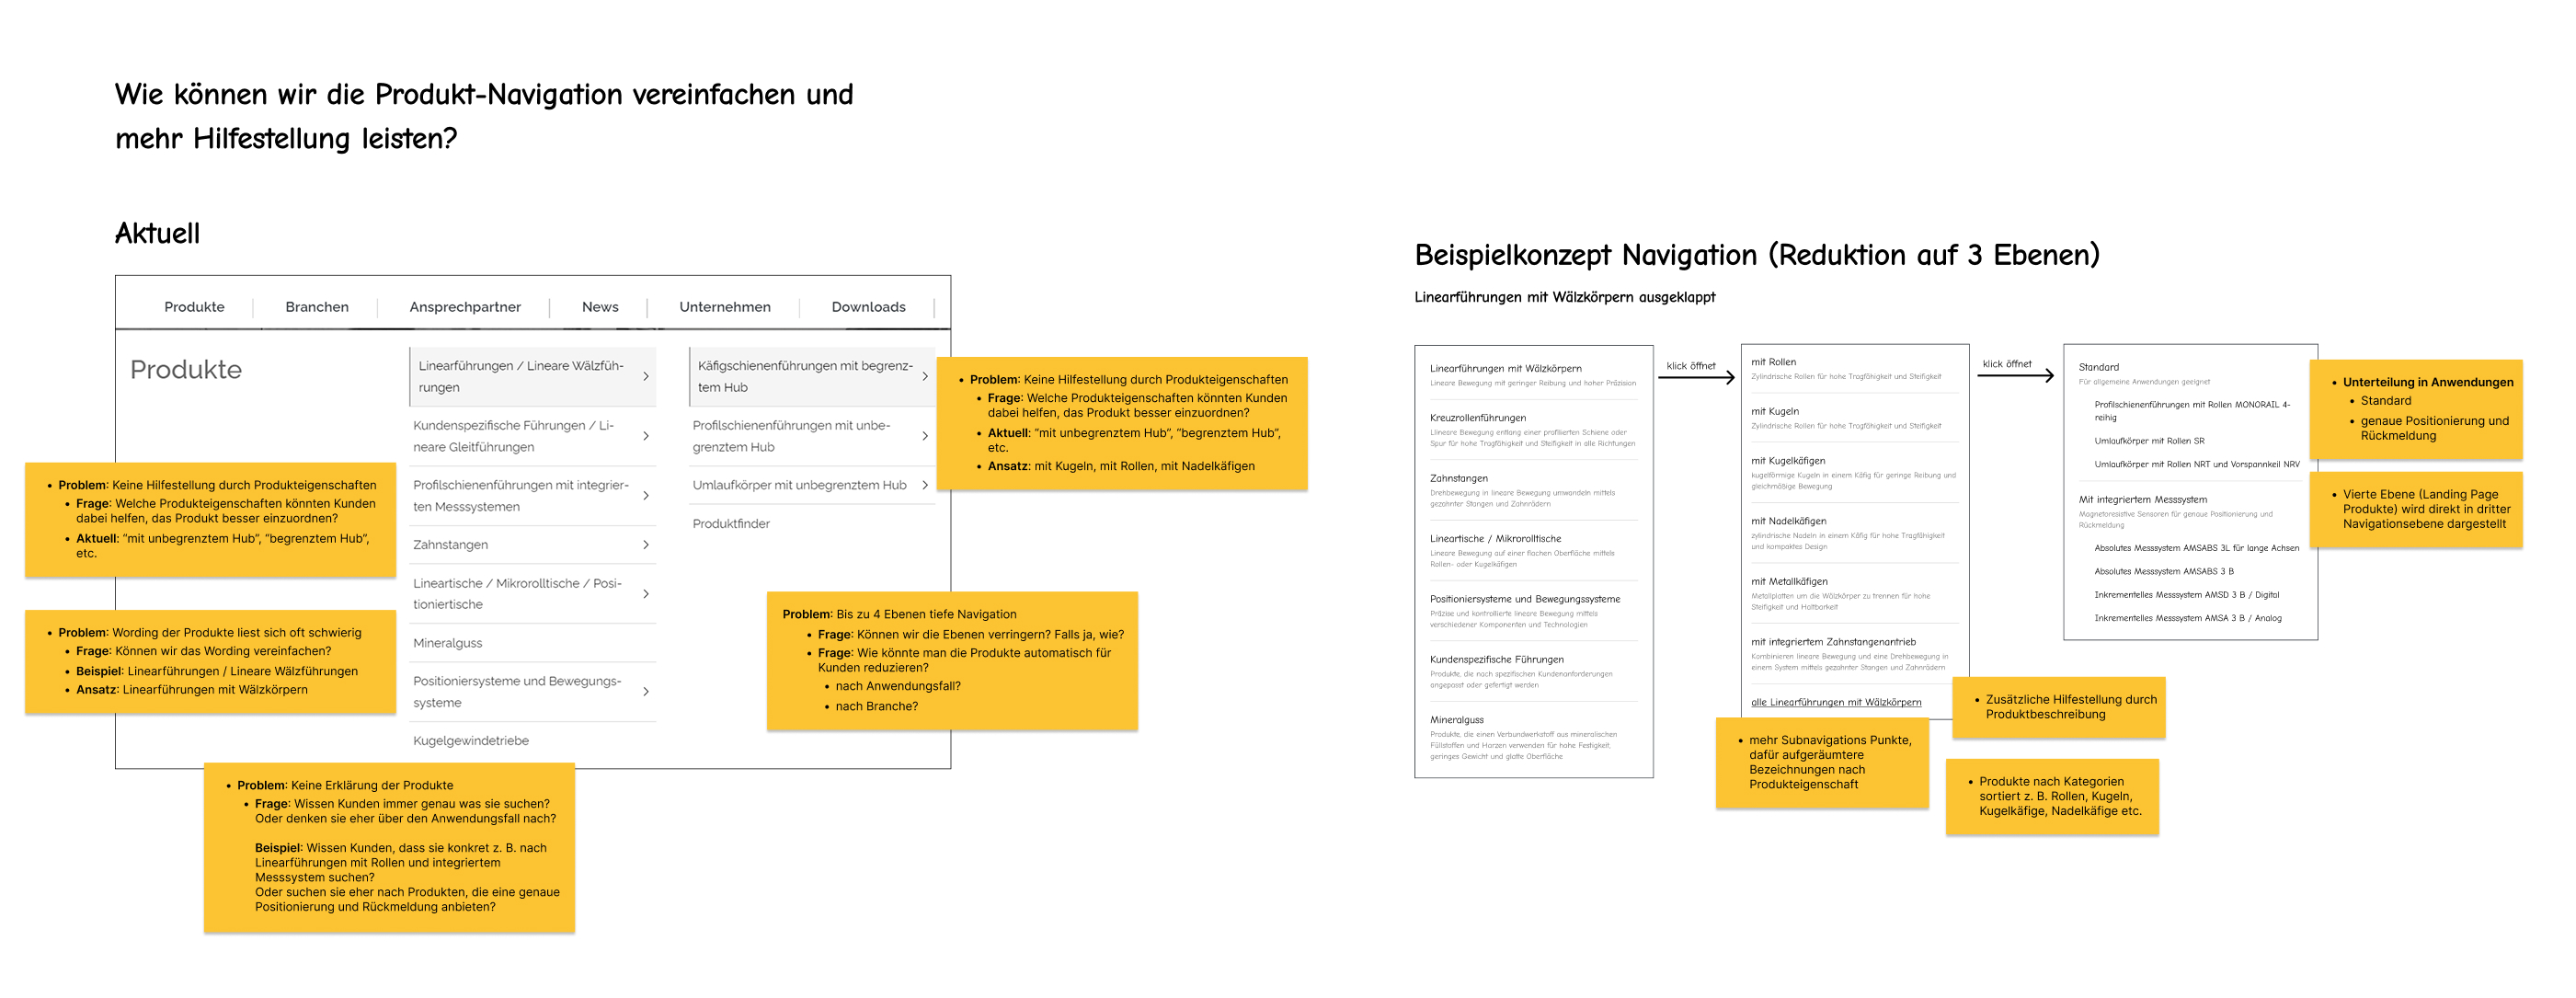 Wie können wir die Produkt-Navigation vereinfachen und
mehr Hilfestellung leisten?
Aktuell
Produkte
Branchen
Ansprechpartner
News
Unternehmen
Downloads
Produkte
Linearführungen / Lineare Wälzfüh-
rungen
Kundenspezifische Führungen / Li-
neare Gleitführungen
Profilschienenführungen mit integrier-
ten Messsystemen
Zahnstangen
Lineartische / Mikrorolltische / Posi-
tioniertische
Mineralguss
Positioniersysteme und Bewegungs-
systeme
Kugelgewindetriebe
Käfigschienenführungen mit begrenz-
tem Hub
Profilschienenführungen mit unbe-
grenztem Hub
Umlaufkörper mit unbegrenztem Hub
Produktfinder
• Problem: Keine Hilfestellung durch Produkteigenschaften
• Frage: Welche Produkteigenschaften könnten Kunden
dabei helfen, das Produkt besser einzuordnen?
• Aktuell: "mit unbegrenztem Hub", "begrenztem Hub",
etc.
• Problem: Wording der Produkte liest sich oft schwierig
• Frage: Können wir das Wording vereinfachen?
• Beispiel: Linearführungen / Lineare Wälzführungen
• Ansatz: Linearführungen mit Wälzkörpern
• Problem: Keine Erklärung der Produkte
• Frage: Wissen Kunden immer genau was sie suchen?
Oder denken sie eher über den Anwendungsfall nach?
Beispiel: Wissen Kunden, dass sie konkret z. B. nach
Linearführungen mit Rollen und integriertem
Messsystem suchen?
Oder suchen sie eher nach Produkten, die eine genaue
Positionierung und Rückmeldung anbieten?
• Problem: Keine Hilfestellung durch Produkteigenschaften
• Frage: Welche Produkteigenschaften könnten Kunden
dabei helfen, das Produkt besser einzuordnen?
• Aktuell: "mit unbegrenztem Hub", "begrenztem Hub",
etc.
• Ansatz: mit Kugeln, mit Rollen, mit Nadelkäfigen
Problem: Bis zu 4 Ebenen tiefe Navigation
• Frage: Können wir die Ebenen verringern? Falls ja, wie?
• Frage: Wie könnte man die Produkte automatisch für
Kunden reduzieren?
• nach Anwendungsfall?
• nach Branche?
Beispielkonzept Navigation (Reduktion auf 3 Ebenen)
Linearführungen mit Wälzkörpern ausgeklappt
Linearführungen mit Wälzkörpern
Lineare Bewegung mit geringer Reibung und hoher Präzision
Kreuzrollenführungen
Llineare Bewegung entlang einer profilierten Schiene oder
Spur für hohe Tragfähigkeit und Steifigkeit in alle Richtungen
Zahnstangen
Drehbewegung in lineare Bewegung umwandeln mittels
gezahnter Stangen und Zahnrädern
Lineartische / Mikrorolltische
Lineare Bewegung auf einer flachen Oberfläche mittels
Rollen- oder Kugelkäfigen
Positioniersysteme und Bewegungssysteme
Präzise und kontrollierte lineare Bewegung mittels
verschiedener Komponenten und Technologien
Kundenspezifische Führungen
Produkte, die nach spezifischen Kundenanforderungen
angepasst oder gefertigt werden
Mineralguss
Produkte, die einen Verbundwerkstoff aus mineralischen
Füllstoffen und Harzen verwenden für hohe Festigkeit,
geringes Gewicht und glatte Oberfläche
klick öffnet
mit Rollen
Zylindrische Rollen für hohe Tragfähigkeit und Steifigkeit
mit Kugeln
Zylindrische Rollen für hohe Tragfähigkeit und Steifigkeit
mit Kugelkäfigen
kugelförmige Kugeln in einem Käfig für geringe Reibung und
gleichmäßige Bewegung
mit Nadelkäfigen
zylindrische Nadeln in einem Käfig für hohe Tragfähigkeit
und kompaktes Design
mit Metallkäfigen
Metallplatten um die Wälzkörper zu trennen für hohe
Steifigkeit und Haltbarkeit
mit integriertem Zahnstangenantrieb
Kombinieren lineare Bewegung und eine Drehbewegung in
einem System mittels gezahnter Stangen und Zahnrädern
alle Linearführungen mit Wälzkörpern
klick öffnet
Standard
Für allgemeine Anwendungen geeignet
Profilschienenführungen mit Rollen MONORAIL 4-
reihig
Umlaufkörper mit Rollen SR
Umlaufkörper mit Rollen NRT und Vorspannkeil NRV
Mit integriertem Messsystem
Magnetoresistive Sensoren für genaue Positionierung und
Rückmeldung
Absolutes Messsystem AMSABS 3L für lange Achsen
Absolutes Messsystem AMSABS 3 B
Inkrementelles Messsystem AMSD 3 B / Digital
Inkrementelles Messsystem AMSA 3 B / Analog
• Unterteilung in Anwendungen
• Standard
• genaue Positionierung und
Rückmeldung
• Vierte Ebene (Landing Page
Produkte) wird direkt in dritter
Navigationsebene dargestellt
• Zusätzliche Hilfestellung durch
Produktbeschreibung
• mehr Subnavigations Punkte,
dafür aufgeräumtere
Bezeichnungen nach
Produkteigenschaft
• Produkte nach Kategorien
sortiert z. B. Rollen, Kugeln,
Kugelkäfige, Nadelkäfige etc.